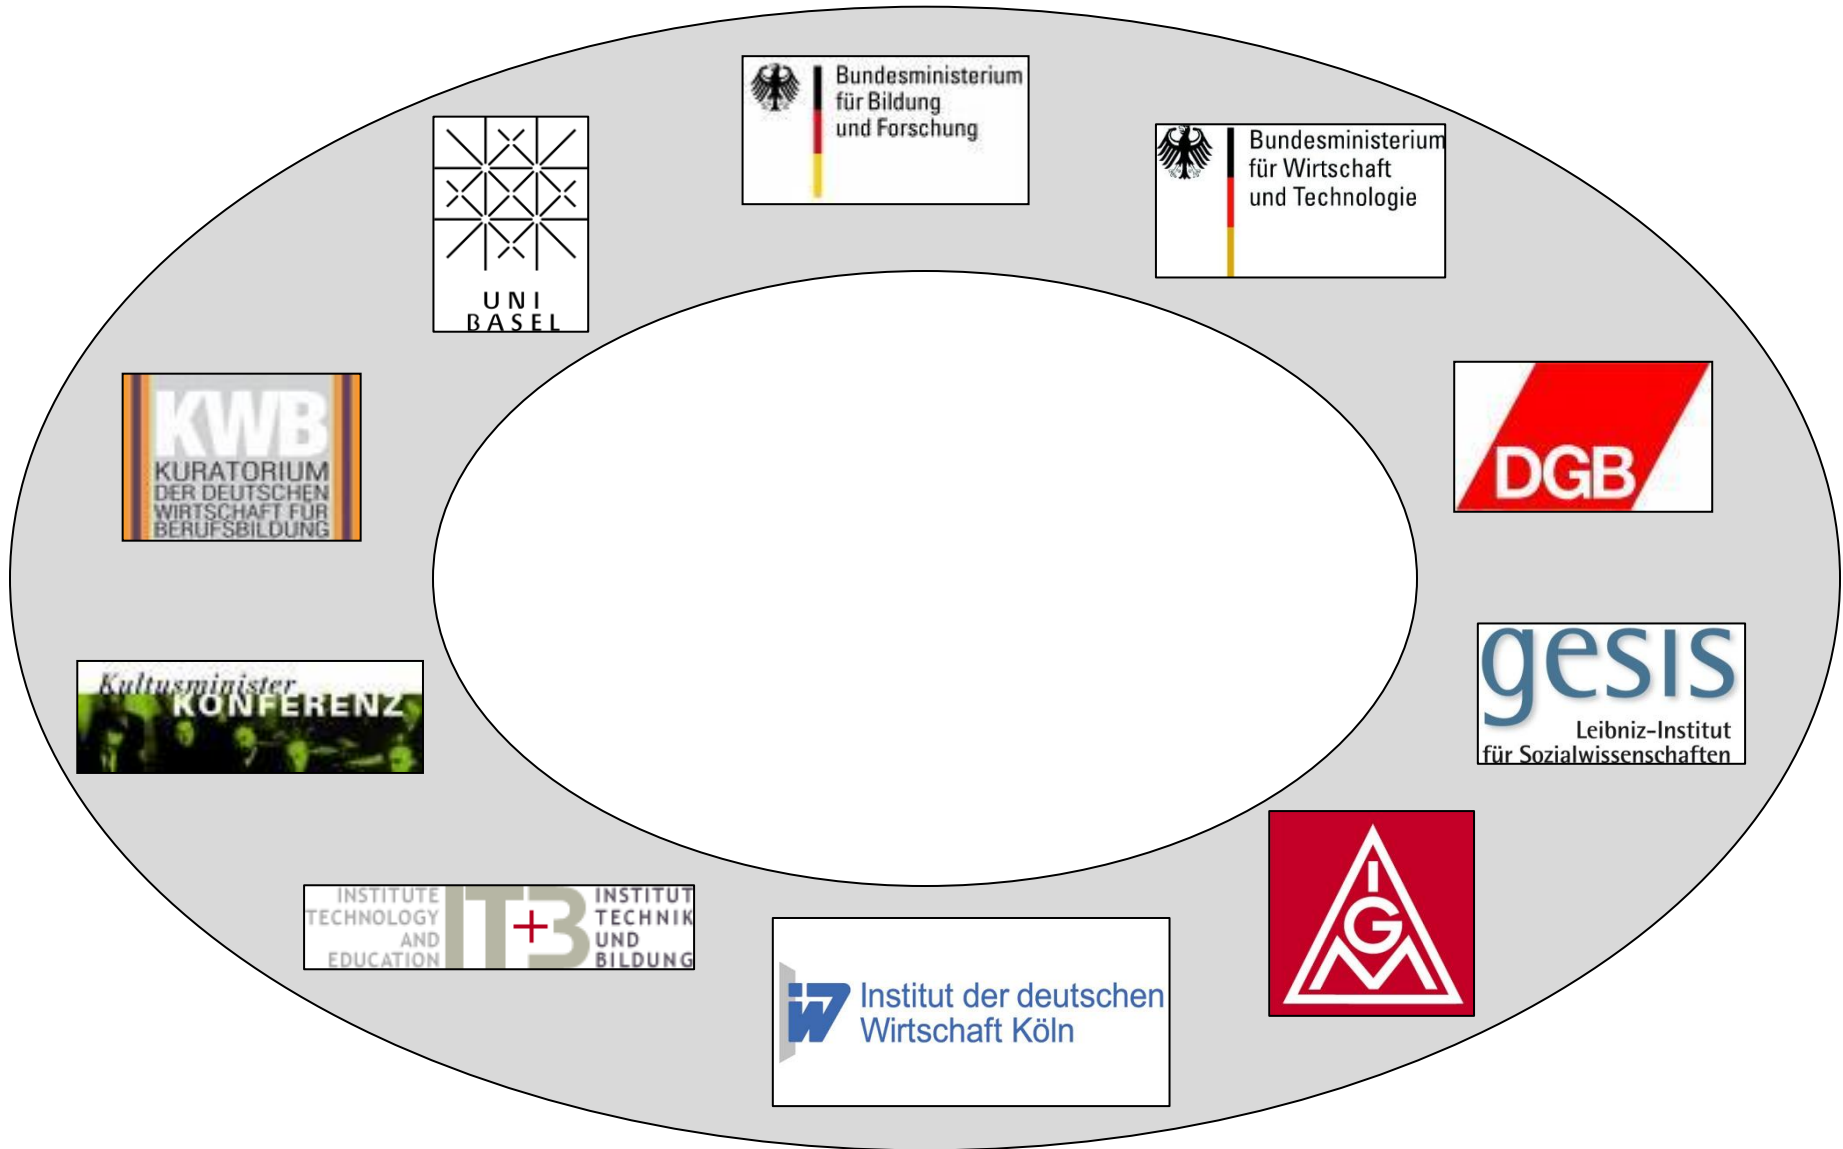 Bundesministerium
für Bildung
und Forschung
Bundesministerium
für Wirtschaft
und Technologie
UNI
BASEL
KWB
KURATORIUM
DER DEUTSCHEN
WIRTSCHAFT FÜR
BERUFSBILDUNG
DGB
gesis
Leibniz-Institut
für Sozialwissenschaften
Kultusminister
KONFERENZ
IGM
INSTITUTE
TECHNOLOGY
AND
EDUCATION
IT+B
INSTITUT
TECHNIK
UND
BILDUNG
iw
Institut der deutschen
Wirtschaft Köln